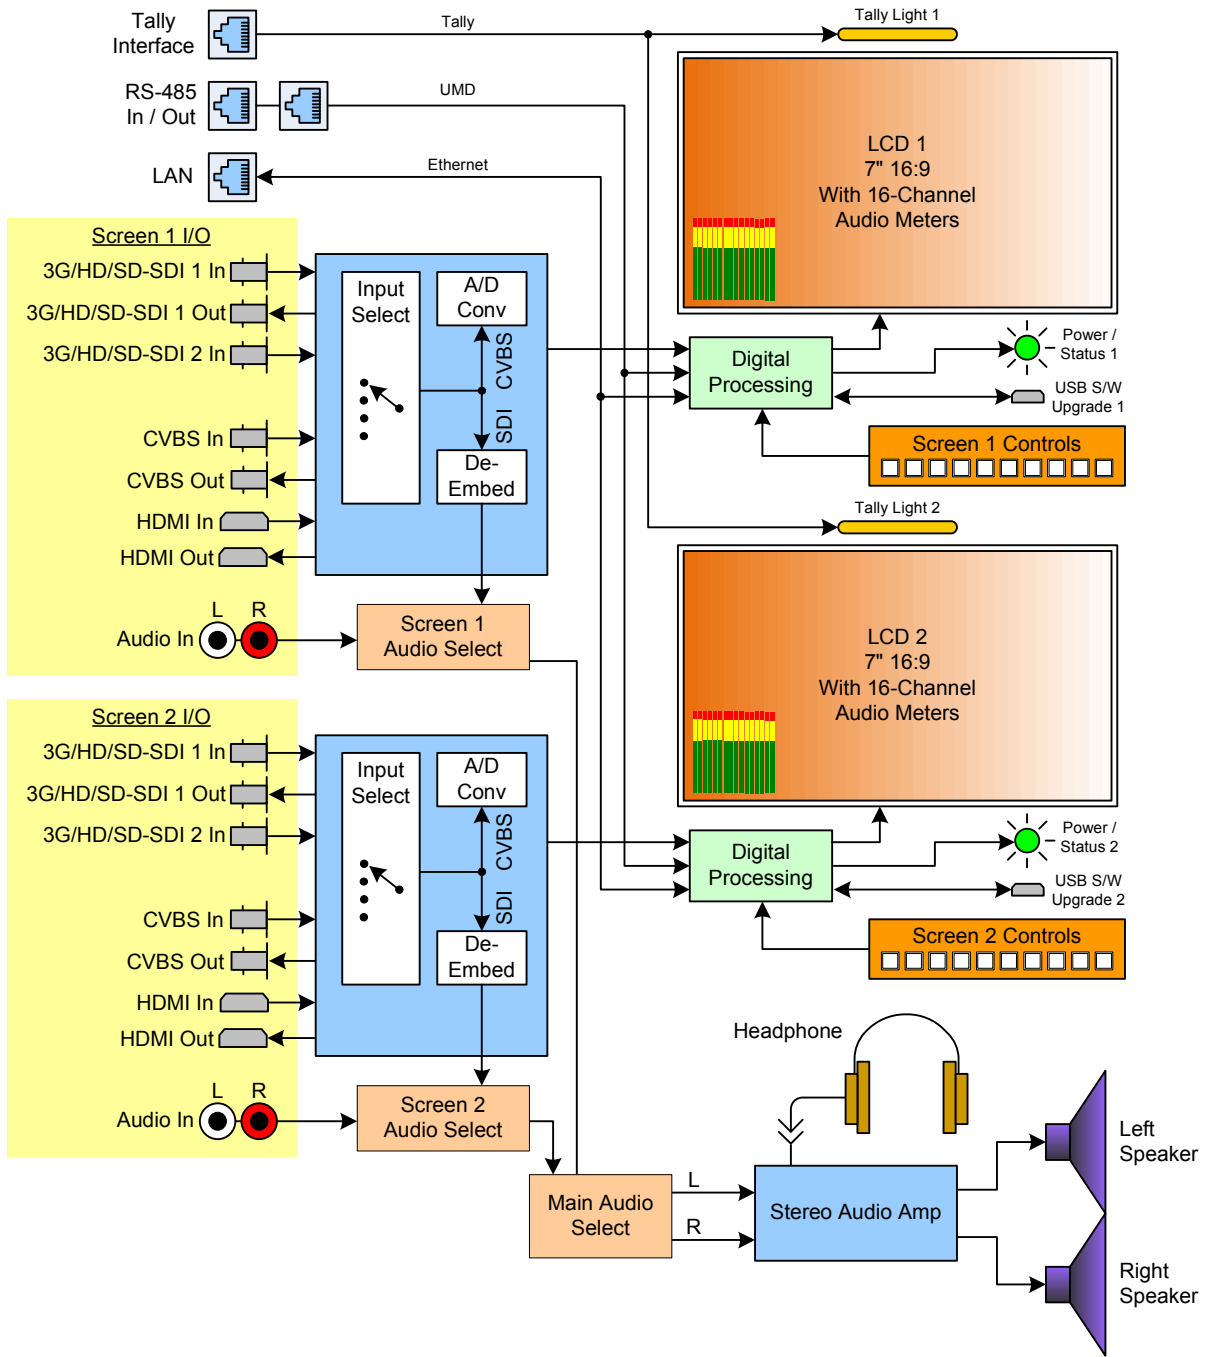 Tally
Interface
Tally
Tally Light 1
RS-485
In / Out
UMD
LAN
Ethernet
LCD 1
7" 16:9
With 16-Channel
Audio Meters
Screen 1 I/O
3G/HD/SD-SDI 1 In
3G/HD/SD-SDI 1 Out
3G/HD/SD-SDI 2 In
CVBS In
CVBS Out
HDMI In
HDMI Out
L R
Audio In
Input
Select
A/D
Conv
CVBS
SDI
De-
Embed
Screen 1
Audio Select
Digital
Processing
Power /
Status 1
USB S/W
Upgrade 1
Screen 1 Controls
Tally Light 2
LCD 2
7" 16:9
With 16-Channel
Audio Meters
Screen 2 I/O
3G/HD/SD-SDI 1 In
3G/HD/SD-SDI 1 Out
3G/HD/SD-SDI 2 In
CVBS In
CVBS Out
HDMI In
HDMI Out
L R
Audio In
Input
Select
A/D
Conv
CVBS
SDI
De-
Embed
Screen 2
Audio Select
Digital
Processing
Power /
Status 2
USB S/W
Upgrade 2
Screen 2 Controls
Headphone
Main Audio
Select
L
R
Stereo Audio Amp
Left
Speaker
Right
Speaker